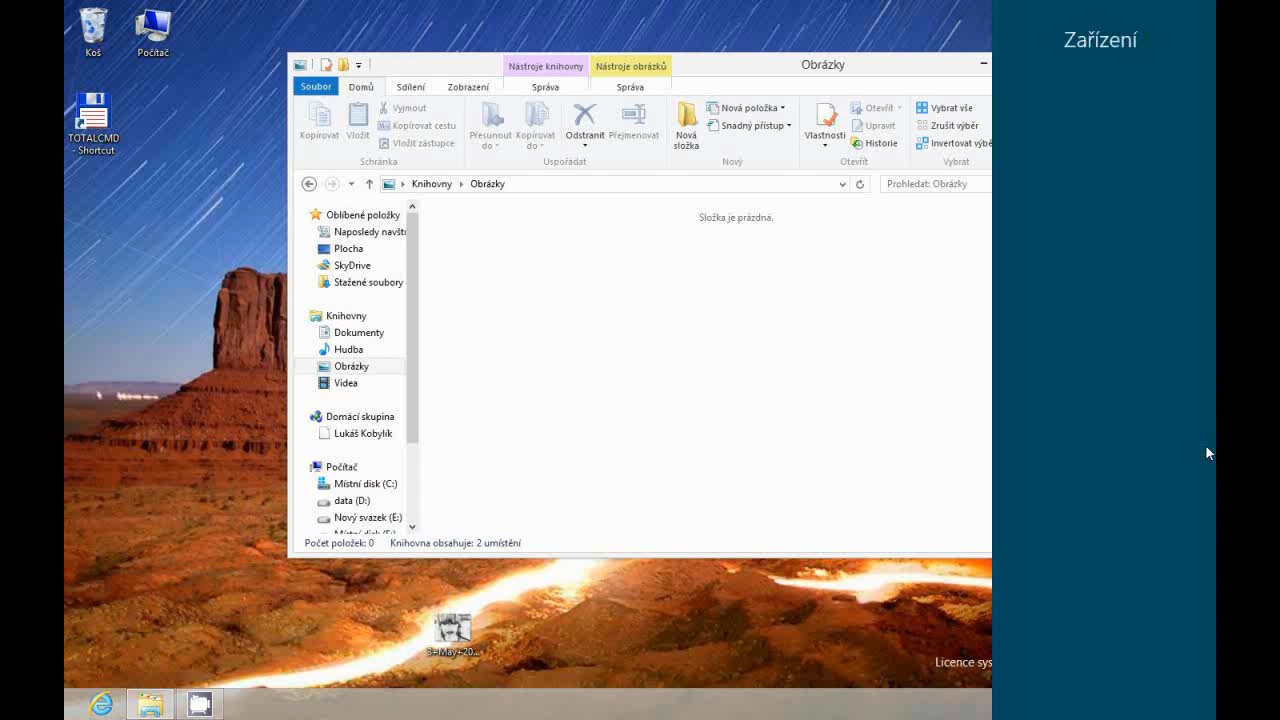 Koš
Počítač
TOTALCMD
- Shortcut
Zařízení
Nástroje knihovny
Nástroje obrázků
Obrázky
Soubor
Domů
Sdílení
Zobrazení
Správa
Správa
Kopírovat
Vložit
Vyjmout
Kopírovat cestu
Vložit zástupce
Schránka
Přesunout
do
Kopírovat
do
Odstranit
Přejmenovat
Uspořádat
Nová
složka
Nová položka
Snadný přístup
Nový
Vlastnosti
Otevřít
Upravit
Historie
Otevřít
Vybrat vše
Zrušit výběr
Invertovat výbě
Vybrat
Knihovny
Obrázky
Prohledat: Obrázky
Složka je prázdná.
Oblíbené položky
Naposledy navští
Plocha
SkyDrive
Stažené soubory
Knihovny
Dokumenty
Hudba
Obrázky
Videa
Domácí skupina
Lukáš Kobylík
Počítač
Místní disk (C:)
data (D:)
Nový svazek (E:)
Počet položek: 0
Knihovna obsahuje: 2 umístění
Licence sys